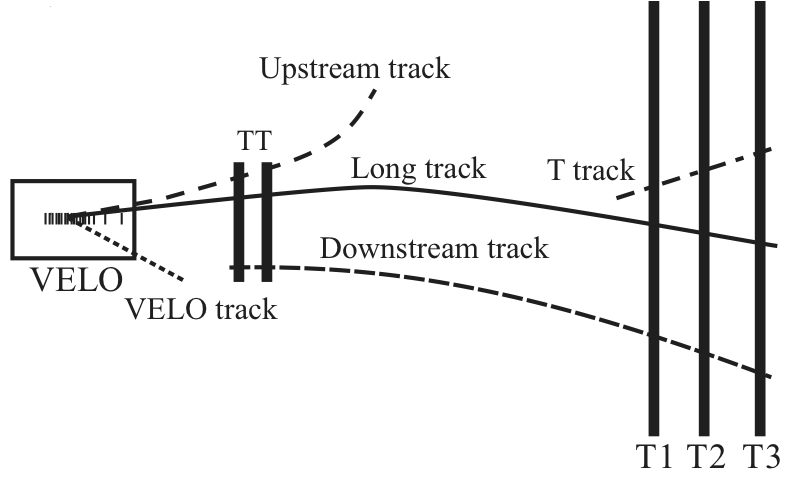 Upstream track
TT
Long track
T track
Downstream track
VELO
VELO track
T1 T2 T3